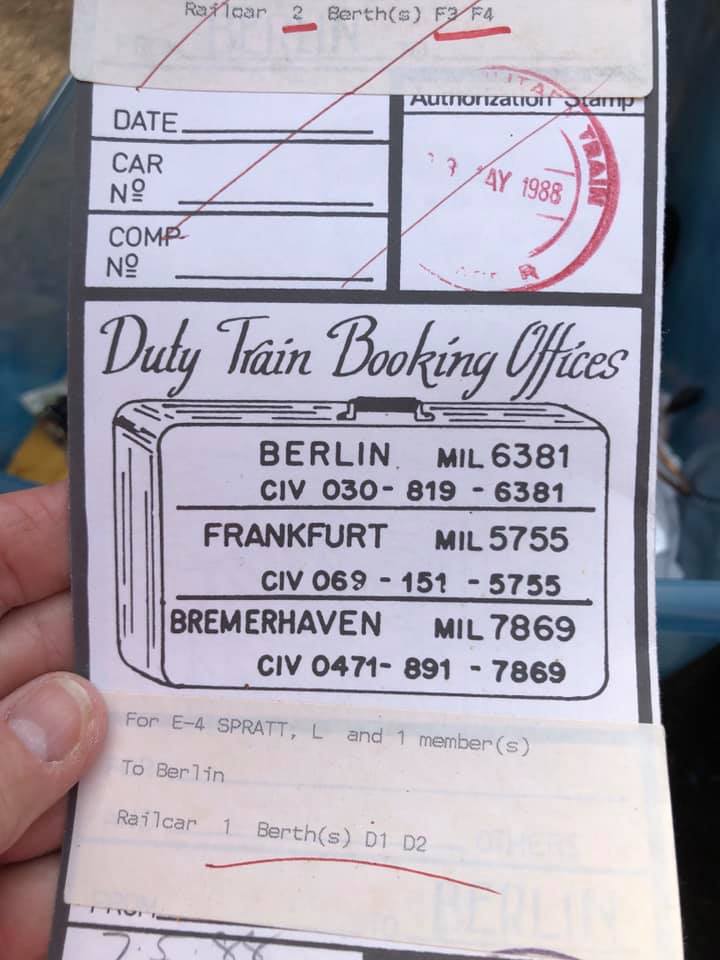 Railcar 2 Berth(s) F3 F4
Authorization Stamp
DATE
CAR
Nº
TRAIN
AY 1988
COMP
Nº
Duty Train Booking Offices
BERLIN MIL 6381
CIV 030- 819 - 6381
FRANKFURT MIL 5755
CIV 069 - 151 - 5755
BREMERHAVEN MIL 7869
CIV 0471- 891 - 7869
For E-4 SPRATT, L and 1 member(s)
To Berlin
Railcar 1 Berth(s) D1 D2
OTHERS
FROM
BERLIN